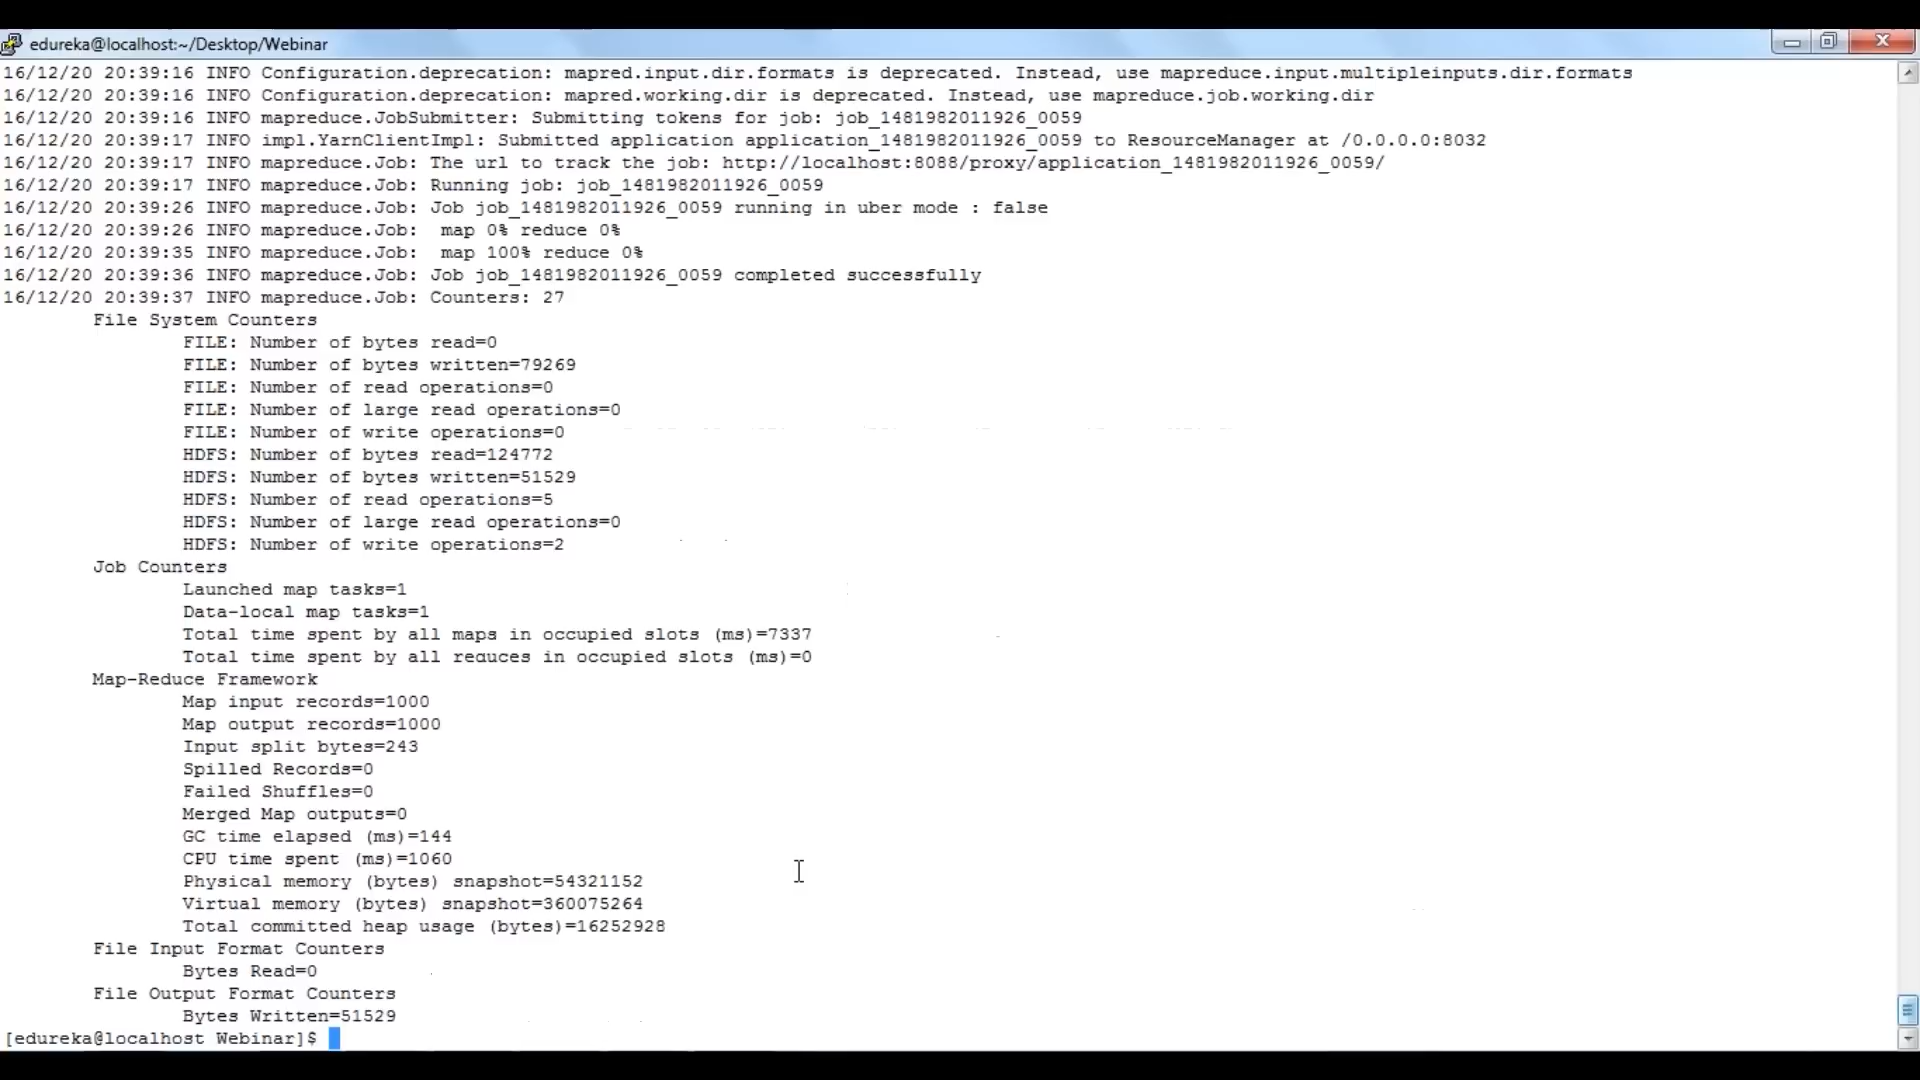 edureka@localhost:~/Desktop/Webinar
16/12/20 20:39:16 INFO Configuration.deprecation: mapred.input.dir.formats is deprecated. Instead, use mapreduce.input.multipleinputs.dir.formats
16/12/20 20:39:16 INFO Configuration.deprecation: mapred.working.dir is deprecated. Instead, use mapreduce.job.working.dir
16/12/20 20:39:16 INFO mapreduce.JobSubmitter: Submitting tokens for job: job_1481982011926_0059
16/12/20 20:39:17 INFO impl.YarnClientImpl: Submitted application application_1481982011926_0059 to ResourceManager at /0.0.0.0:8032
16/12/20 20:39:17 INFO mapreduce.Job: The url to track the job: http://localhost:8088/proxy/application_1481982011926_0059/
16/12/20 20:39:17 INFO mapreduce.Job: Running job: job_1481982011926_0059
16/12/20 20:39:26 INFO mapreduce.Job: Job job_1481982011926_0059 running in uber mode : false
16/12/20 20:39:26 INFO mapreduce.Job:  map 0% reduce 0%
16/12/20 20:39:35 INFO mapreduce.Job:  map 100% reduce 0%
16/12/20 20:39:36 INFO mapreduce.Job: Job job_1481982011926_0059 completed successfully
16/12/20 20:39:37 INFO mapreduce.Job: Counters: 27
File System Counters
FILE: Number of bytes read=0
FILE: Number of bytes written=79269
FILE: Number of read operations=0
FILE: Number of large read operations=0
FILE: Number of write operations=0
HDFS: Number of bytes read=124772
HDFS: Number of bytes written=51529
HDFS: Number of read operations=5
HDFS: Number of large read operations=0
HDFS: Number of write operations=2
Job Counters
Launched map tasks=1
Data-local map tasks=1
Total time spent by all maps in occupied slots (ms)=7337
Total time spent by all reduces in occupied slots (ms)=0
Map-Reduce Framework
Map input records=1000
Map output records=1000
Input split bytes=243
Spilled Records=0
Failed Shuffles=0
Merged Map outputs=0
GC time elapsed (ms)=144
CPU time spent (ms)=1060
Physical memory (bytes) snapshot=54321152
Virtual memory (bytes) snapshot=360075264
Total committed heap usage (bytes)=16252928
File Input Format Counters
Bytes Read=0
File Output Format Counters
Bytes Written=51529
[edureka@localhost Webinar]$